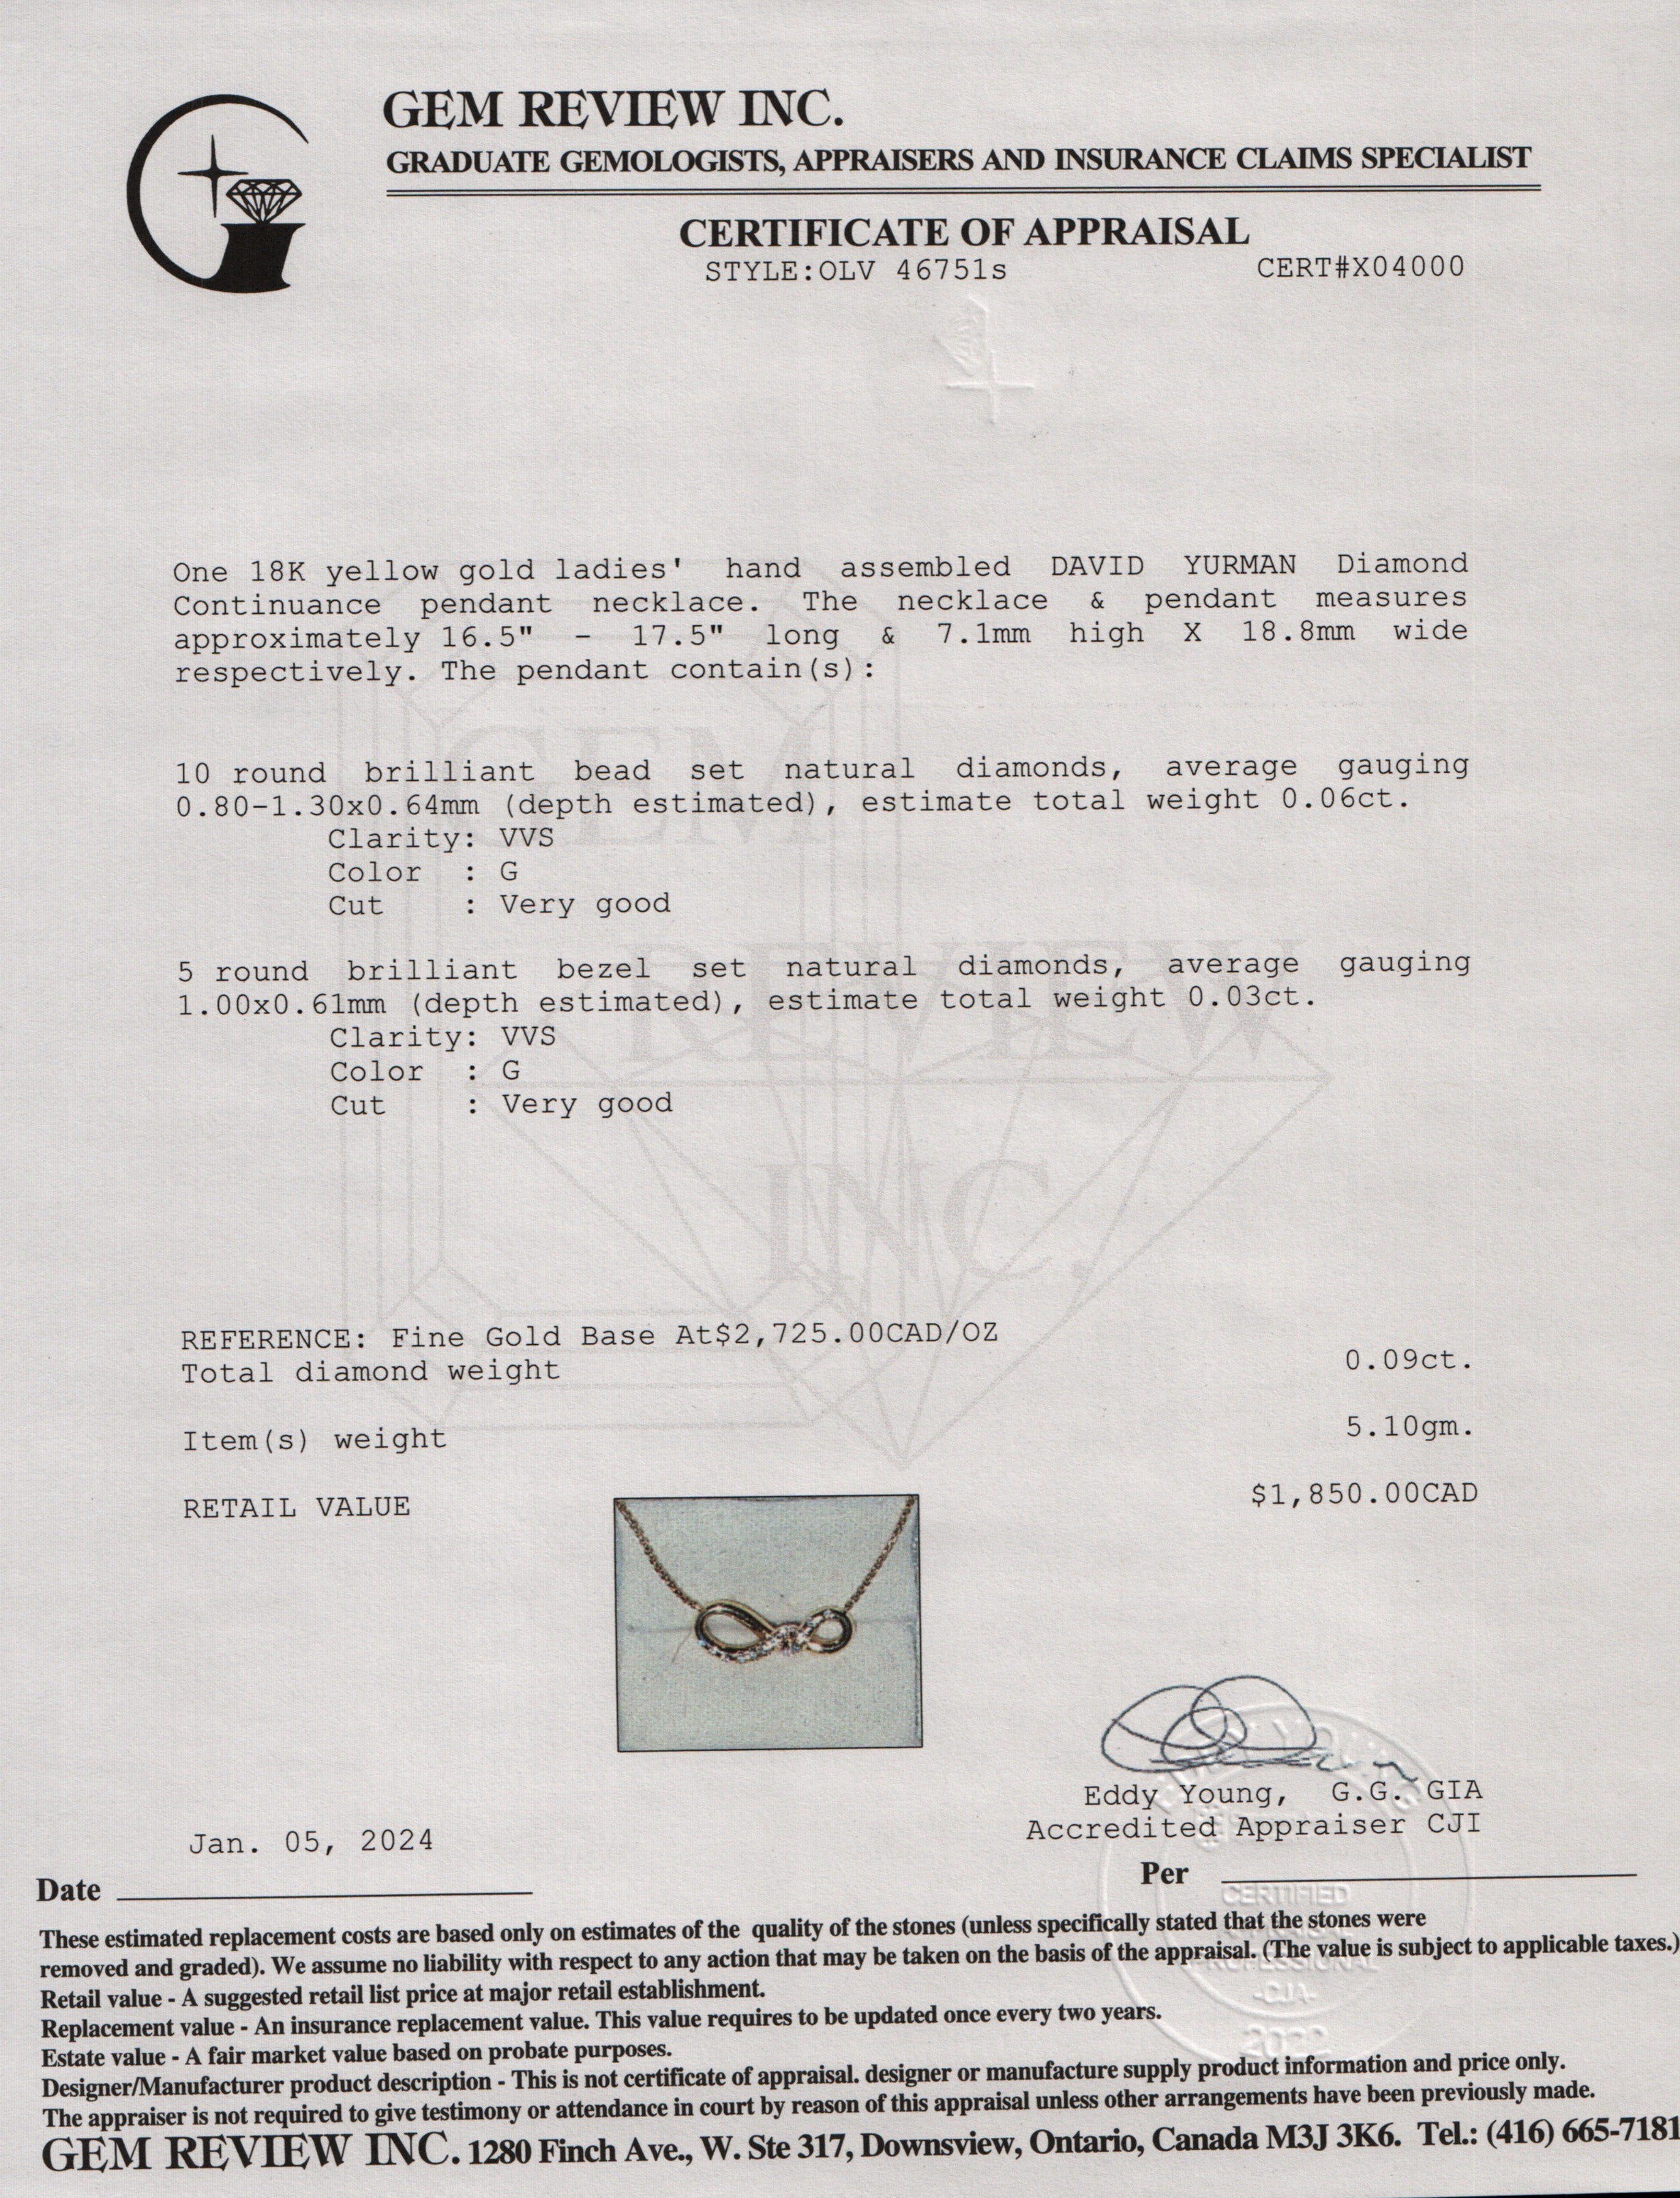 GEM REVIEW INC.
GRADUATE GEMOLOGISTS, APPRAISERS AND INSURANCE CLAIMS SPECIALIST
CERTIFICATE OF APPRAISAL
STYLE:OLV 46751s CERT#X04000
One 18K yellow gold ladies' hand assembled DAVID YURMAN Diamond
Continuance pendant necklace. The necklace & pendant measures
approximately 16.5" - 17.5" long & 7.1mm high X 18.8mm wide
respectively. The pendant contain(s):
GEM
10 round brilliant bead set natural diamonds, average gauging
0.80-1.30x0.64mm (depth estimated), estimate total weight 0.06ct.
Clarity: VVS
Color : G
Cut : Very good
REVIEW
5 round brilliant bezel set natural diamonds, average gauging
1.00x0.61mm (depth estimated), estimate total weight 0.03ct.
Clarity: VVS
Color : G
Cut : Very good
INC.
REFERENCE: Fine Gold Base At$2,725.00CAD/OZ
Total diamond weight 0.09ct.
Item(s) weight 5.10gm.
RETAIL VALUE $1,850.00CAD
Eddy Young, G.G. GIA
Accredited Appraiser CJI
Jan. 05, 2024
Date
Per
CERTIFIED
PROFESSIONAL
-CJA-
2022
These estimated replacement costs are based only on estimates of the quality of the stones (unless specifically stated that the stones were
removed and graded). We assume no liability with respect to any action that may be taken on the basis of the appraisal. (The value is subject to applicable taxes.)
Retail value - A suggested retail list price at major retail establishment.
Replacement value - An insurance replacement value. This value requires to be updated once every two years.
Estate value - A fair market value based on probate purposes.
Designer/Manufacturer product description - This is not certificate of appraisal. designer or manufacture supply product information and price only.
The appraiser is not required to give testimony or attendance in court by reason of this appraisal unless other arrangements have been previously made.
GEM REVIEW INC. 1280 Finch Ave., W. Ste 317, Downsview, Ontario, Canada M3J 3K6. Tel.: (416) 665-7181